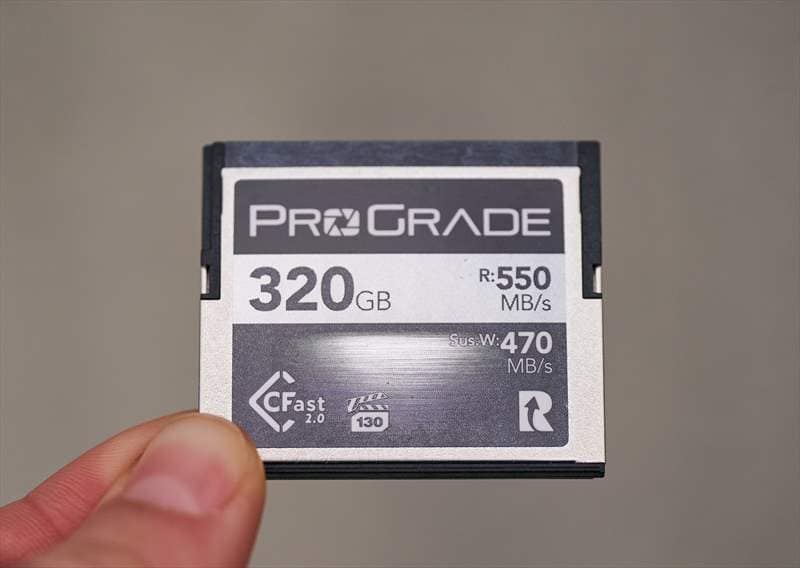 PROGRADE
320GB
R:550
MB/s
Sus.W:470
MB/s
CFast
2.0
130
R